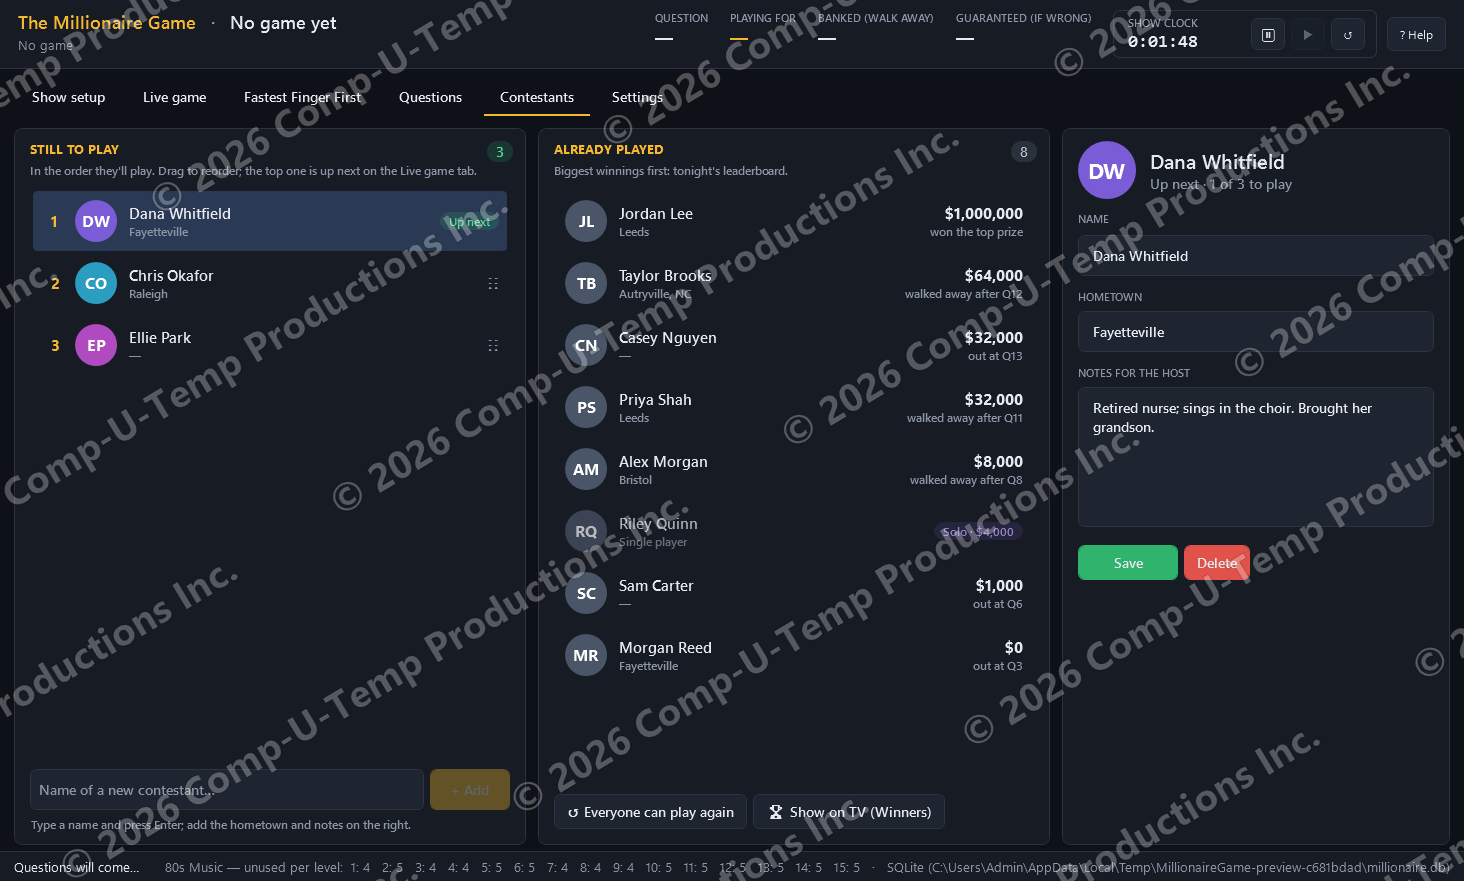 The Millionaire Game · No game yet
No game
QUESTION
—
PLAYING FOR
—
BANKED (WALK AWAY)
—
GUARANTEED (IF WRONG)
—
SHOW CLOCK
0:01:48
? Help
Show setup
Live game
Fastest Finger First
Questions
Contestants
Settings
STILL TO PLAY
3
In the order they'll play. Drag to reorder; the top one is up next on the Live game tab.
1
DW
Dana Whitfield
Fayetteville
Up next
2
CO
Chris Okafor
Raleigh
3
EP
Ellie Park
—
Name of a new contestant...
+ Add
Type a name and press Enter; add the hometown and notes on the right.
ALREADY PLAYED
8
Biggest winnings first: tonight's leaderboard.
JL
Jordan Lee
Leeds
$1,000,000
won the top prize
TB
Taylor Brooks
Autryville, NC
$64,000
walked away after Q12
CN
Casey Nguyen
—
$32,000
out at Q13
PS
Priya Shah
Leeds
$32,000
walked away after Q11
AM
Alex Morgan
Bristol
$8,000
walked away after Q8
RQ
Riley Quinn
Single player
Solo · $4,000
SC
Sam Carter
—
$1,000
out at Q6
MR
Morgan Reed
Fayetteville
$0
out at Q3
↺ Everyone can play again
Show on TV (Winners)
DW
Dana Whitfield
Up next · 1 of 3 to play
NAME
Dana Whitfield
HOMETOWN
Fayetteville
NOTES FOR THE HOST
Retired nurse; sings in the choir. Brought her
grandson.
Save
Delete
Questions will come...
80s Music — unused per level: 1: 4 2: 5 3: 4 4: 4 5: 5 6: 5 7: 4 8: 4 9: 4 10: 5 11: 5 12: 5 13: 5 14: 5 15: 5 · SQLite (C:\Users\Admin\AppData\Local\Temp\MillionaireGame-preview-c681bdad\millionaire.db)
© 2026 Comp-U-Temp Productions Inc.